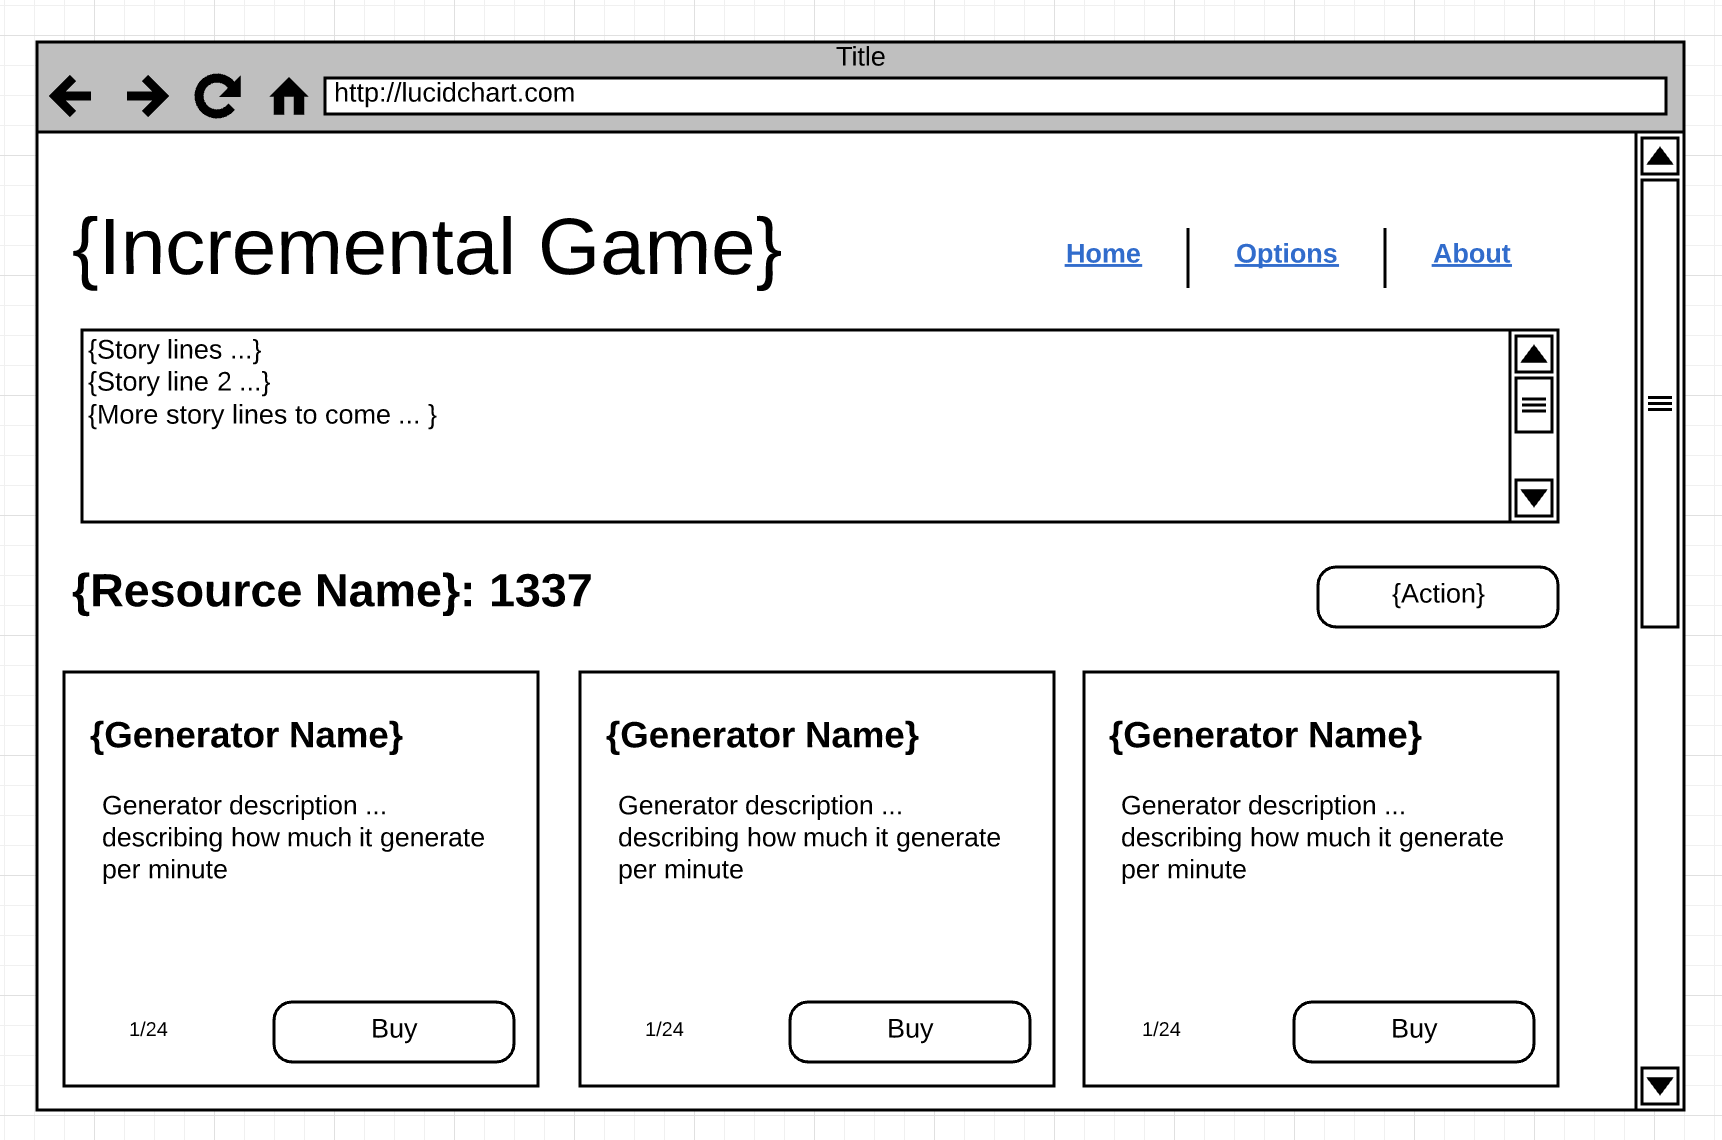 Title
http://lucidchart.com
{Incremental Game}
Home
Options
About
{Story lines ...}
{Story line 2 ...}
{More story lines to come ... }
{Resource Name}: 1337
{Action}
{Generator Name}
Generator description ...
describing how much it generate
per minute
1/24
Buy
{Generator Name}
Generator description ...
describing how much it generate
per minute
1/24
Buy
{Generator Name}
Generator description ...
describing how much it generate
per minute
1/24
Buy